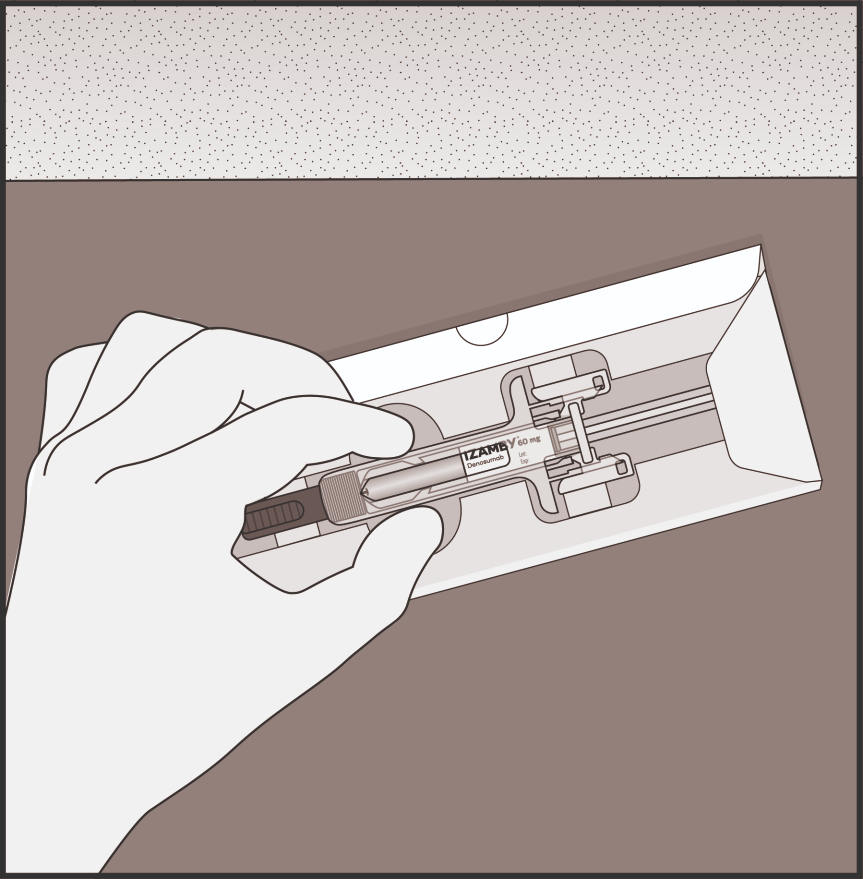 IZAMBY 60 mg
Denosumab
Lot:
Exp: